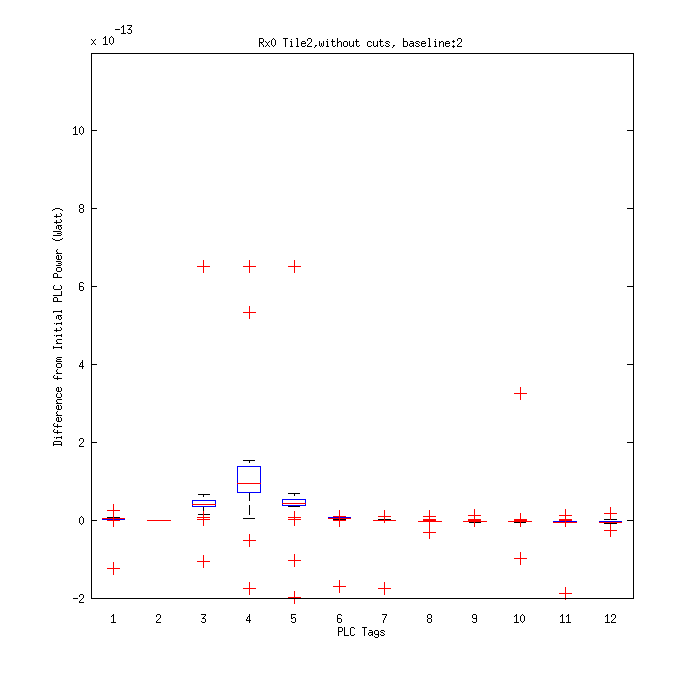 x 10^-13
Rx0 Tile2,without cuts, baseline:2
Difference from Initial PLC Power (Watt)
10
8
6
4
2
0
-2
1 2 3 4 5 6 7 8 9 10 11 12
PLC Tags